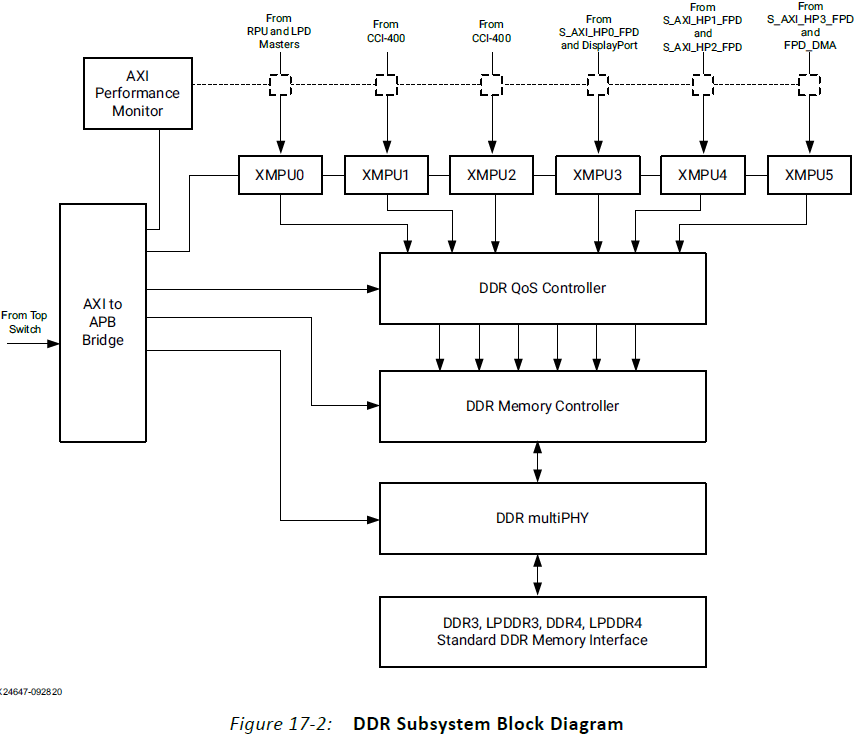 From
RPU and LPD
Masters
From
CCI-400
From
CCI-400
From
S_AXI_HP0_FPD
and DisplayPort
From
S_AXI_HP1_FPD
and
S_AXI_HP2_FPD
From
S_AXI_HP3_FPD
and
FPD_DMA
AXI
Performance
Monitor
XMPU0
XMPU1
XMPU2
XMPU3
XMPU4
XMPU5
From Top
Switch
AXI to
APB
Bridge
DDR QoS Controller
DDR Memory Controller
DDR multiPHY
DDR3, LPDDR3, DDR4, LPDDR4
Standard DDR Memory Interface
X24647-092820
Figure 17-2: DDR Subsystem Block Diagram